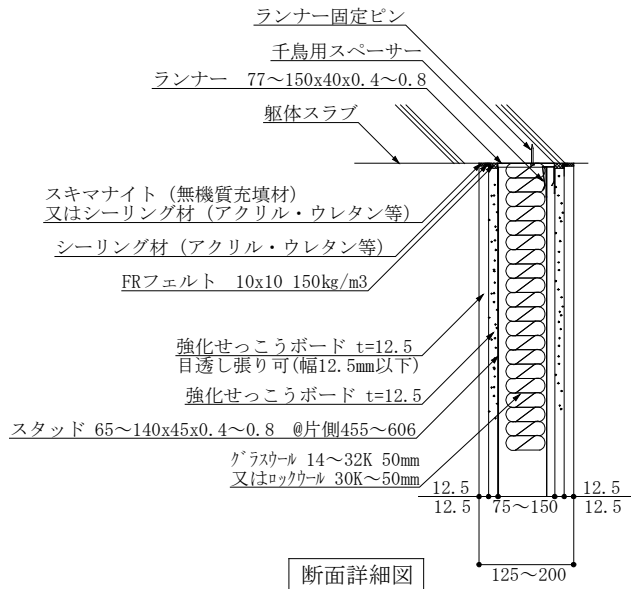 ランナー固定ピン
千鳥用スペーサー
ランナー 77～150x40x0.4～0.8
躯体スラブ
スキマナイト（無機質充填材）
又はシーリング材（アクリル・ウレタン等）
シーリング材（アクリル・ウレタン等）
FRフェルト 10x10 150kg/m3
強化せっこうボード t=12.5
目透し張り可(幅12.5mm以下)
強化せっこうボード t=12.5
スタッド 65～140x45x0.4～0.8 @片側455～606
ｸﾞﾗｽｳｰﾙ 14～32K 50mm
又はﾛｯｸｳｰﾙ 30K～50mm
12.5 12.5
12.5 75～150 12.5
125～200
断面詳細図